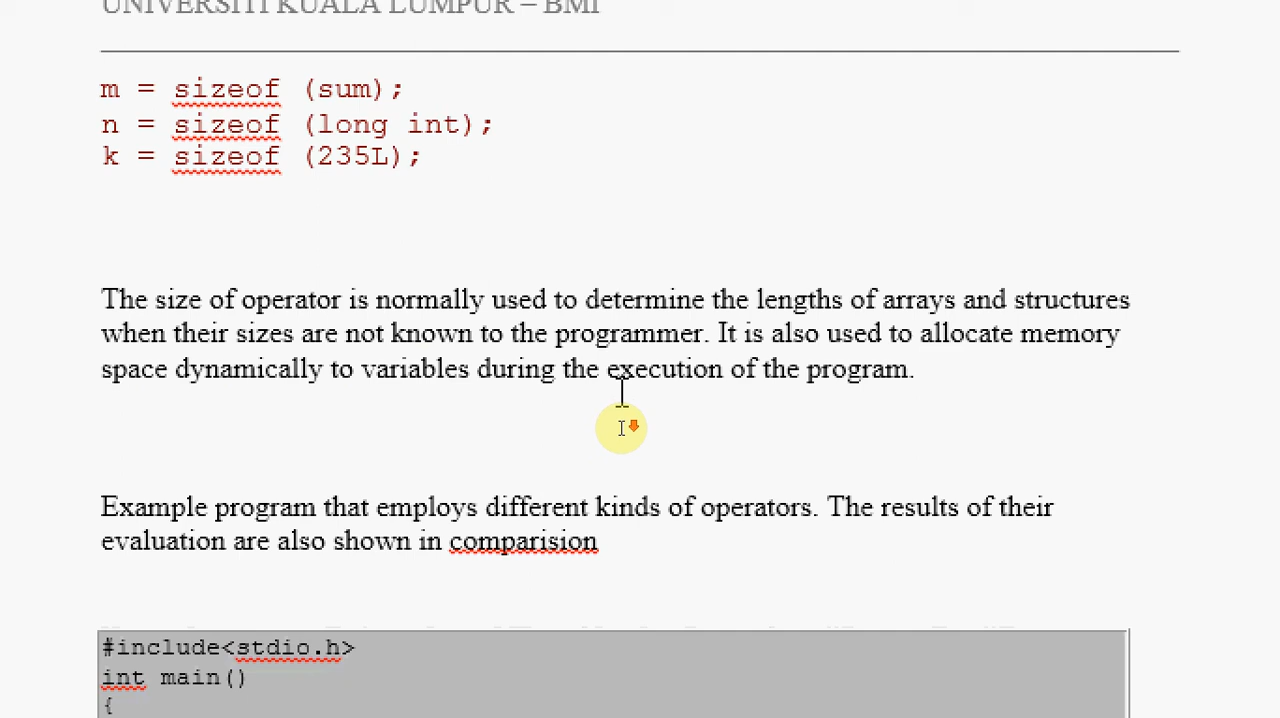 UNIVERSITI KUALA LUMPUR – BMI
m = sizeof (sum);
n = sizeof (long int);
k = sizeof (235L);
The size of operator is normally used to determine the lengths of arrays and structures
when their sizes are not known to the programmer. It is also used to allocate memory
space dynamically to variables during the execution of the program.
Example program that employs different kinds of operators. The results of their
evaluation are also shown in comparision
#include<stdio.h>
int main()
{